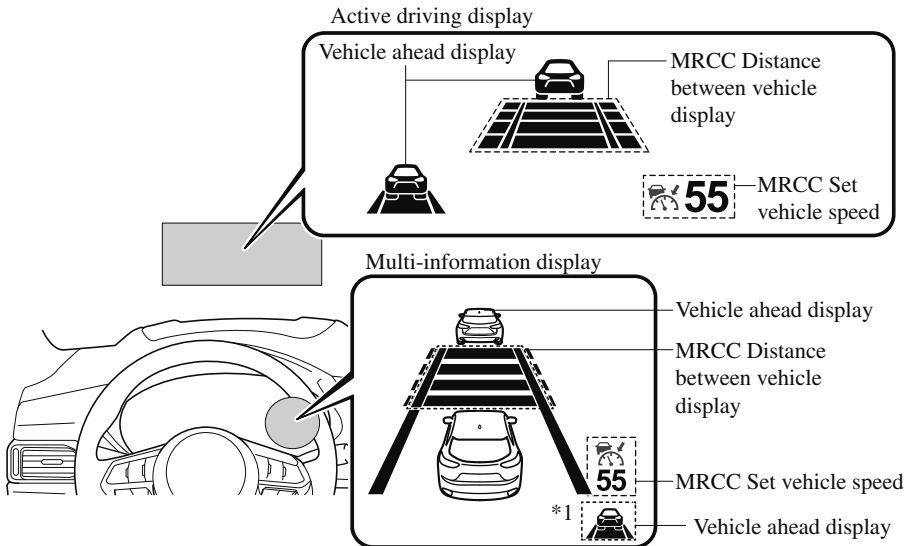 Active driving display
Vehicle ahead display
MRCC Distance
between vehicle
display
55
MRCC Set
vehicle speed
Multi-information display
Vehicle ahead display
MRCC Distance
between vehicle
display
55
MRCC Set vehicle speed
*1
Vehicle ahead display